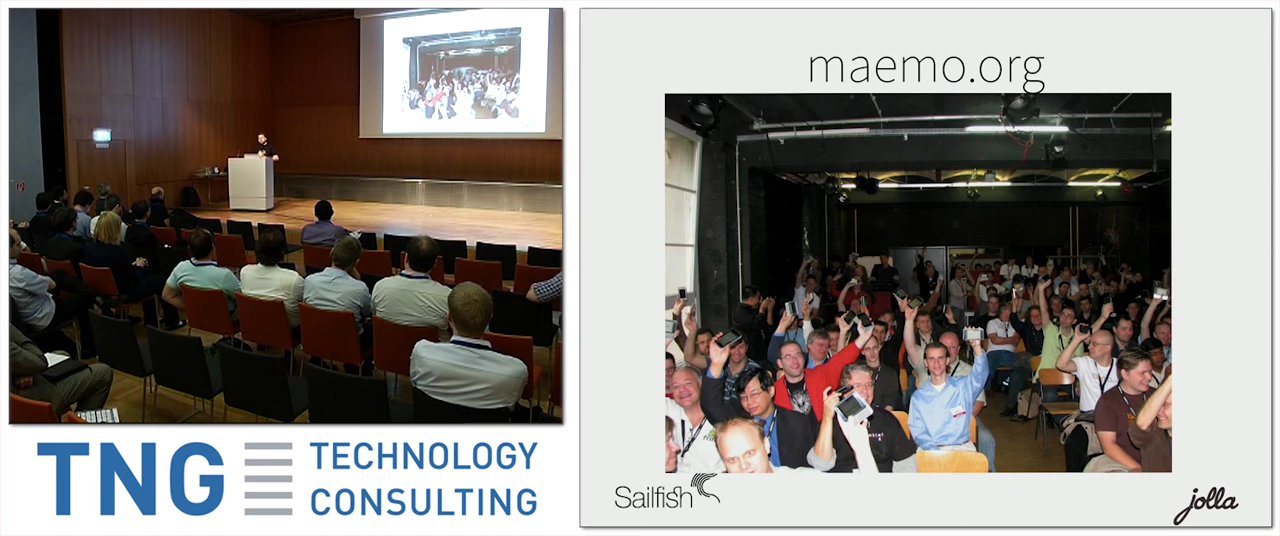 TNG TECHNOLOGY
CONSULTING
maemo.org
Sailfish
jolla